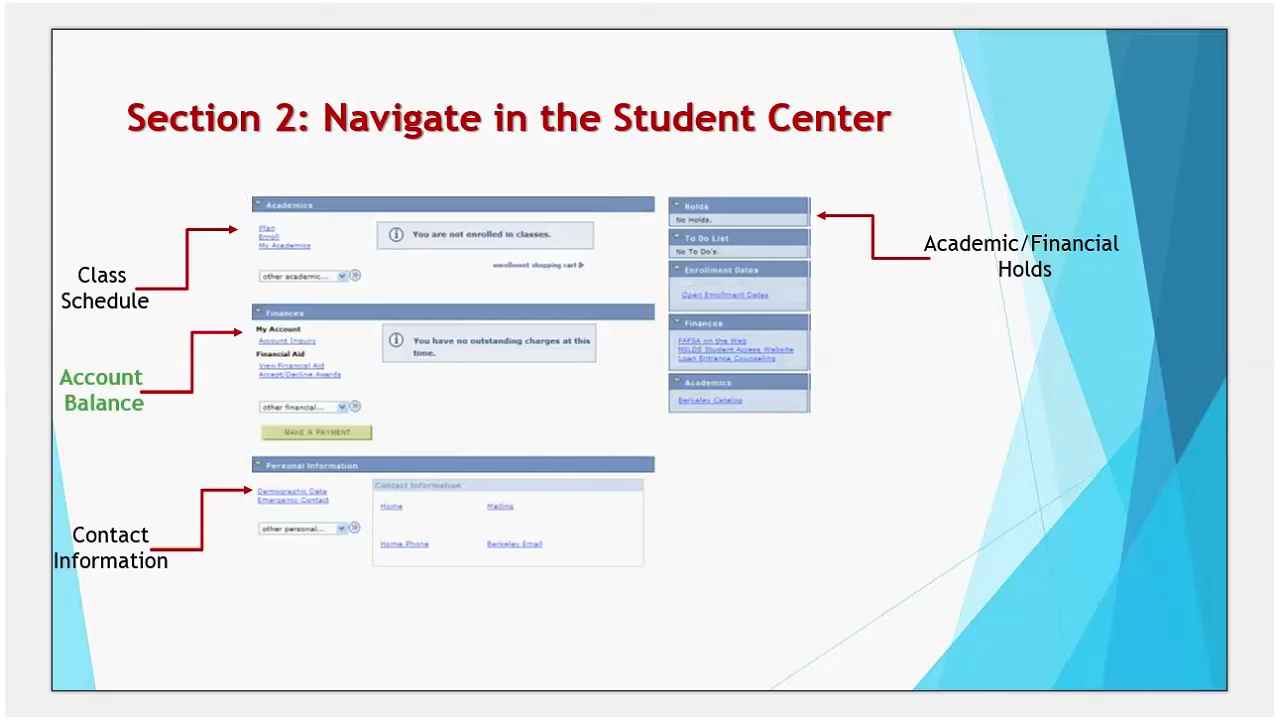 Section 2: Navigate in the Student Center
Academics
Plan
Enroll
My Academics
You are not enrolled in classes.
enrollment shopping cart
other academic...
Class
Schedule
Finances
My Account
Account Inquiry
Financial Aid
View Financial Aid
Accept/Decline Awards
You have no outstanding charges at this
time.
other financial...
MAKE A PAYMENT
Account
Balance
Personal Information
Demographic Data
Emergency Contact
other personal...
Contact Information
Home
Mailing
Home Phone
Berkeley Email
Contact
Information
Holds
No Holds.
To Do List
No To Do's.
Enrollment Dates
Open Enrollment Dates
Finances
FAFSA on the Web
NSLDS Student Access Website
Loan Entrance Counseling
Academics
Berkeley Catalog
Academic/Financial
Holds